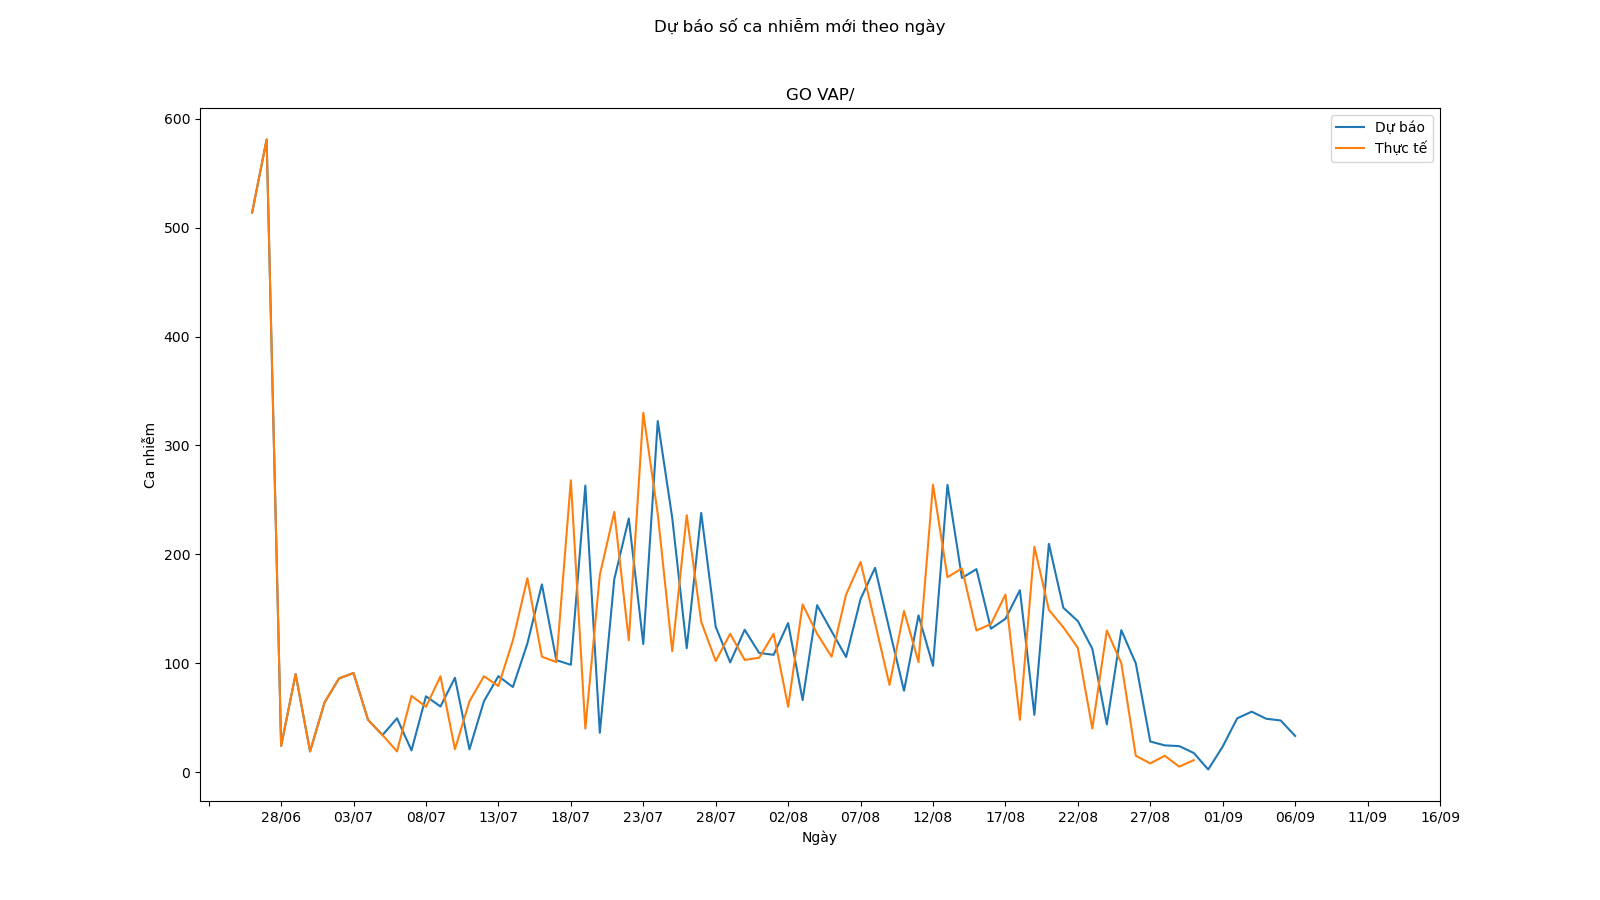 Dự báo số ca nhiễm mới theo ngày
GO VAP/
600
500
400
300
200
100
0
Ca nhiễm
Dự báo
Thực tế
28/06 03/07 08/07 13/07 18/07 23/07 28/07 02/08 07/08 12/08 17/08 22/08 27/08 01/09 06/09 11/09 16/09
Ngày